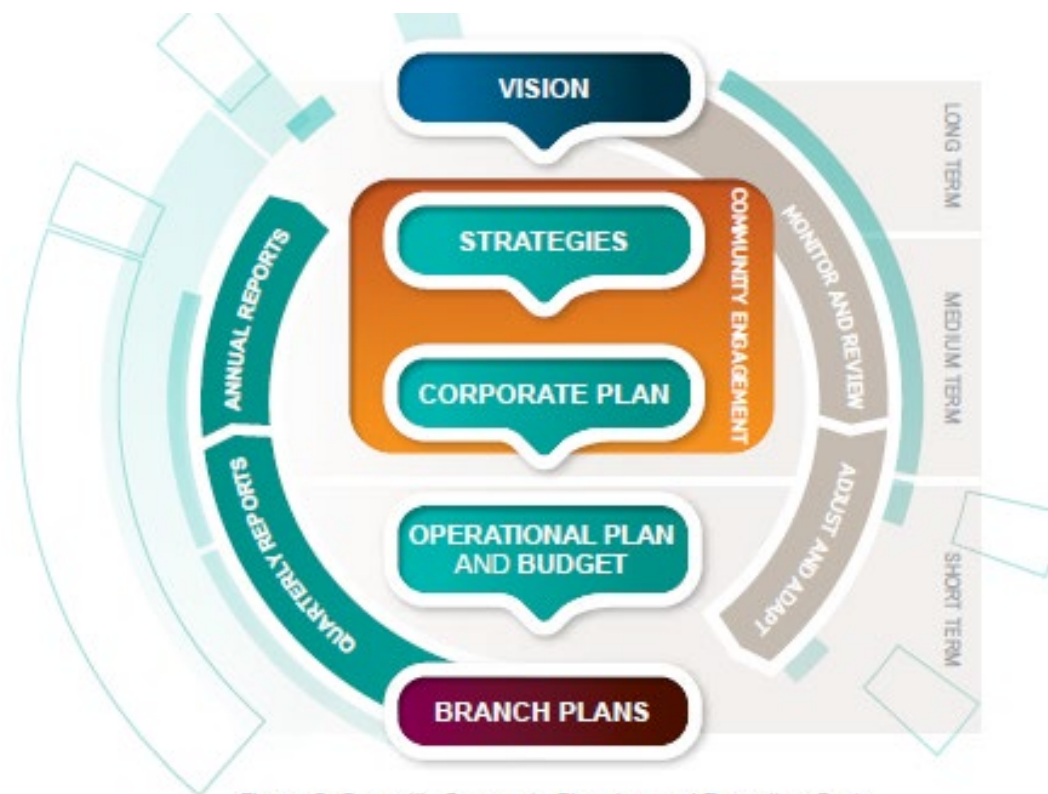 VISION
STRATEGIES
CORPORATE PLAN
COMMUNITY ENGAGEMENT
OPERATIONAL PLAN
AND BUDGET
BRANCH PLANS
ANNUAL REPORTS
QUARTERLY REPORTS
MONITOR AND REVIEW
ADJUST AND ADAPT
LONG TERM
MEDIUM TERM
SHORT TERM